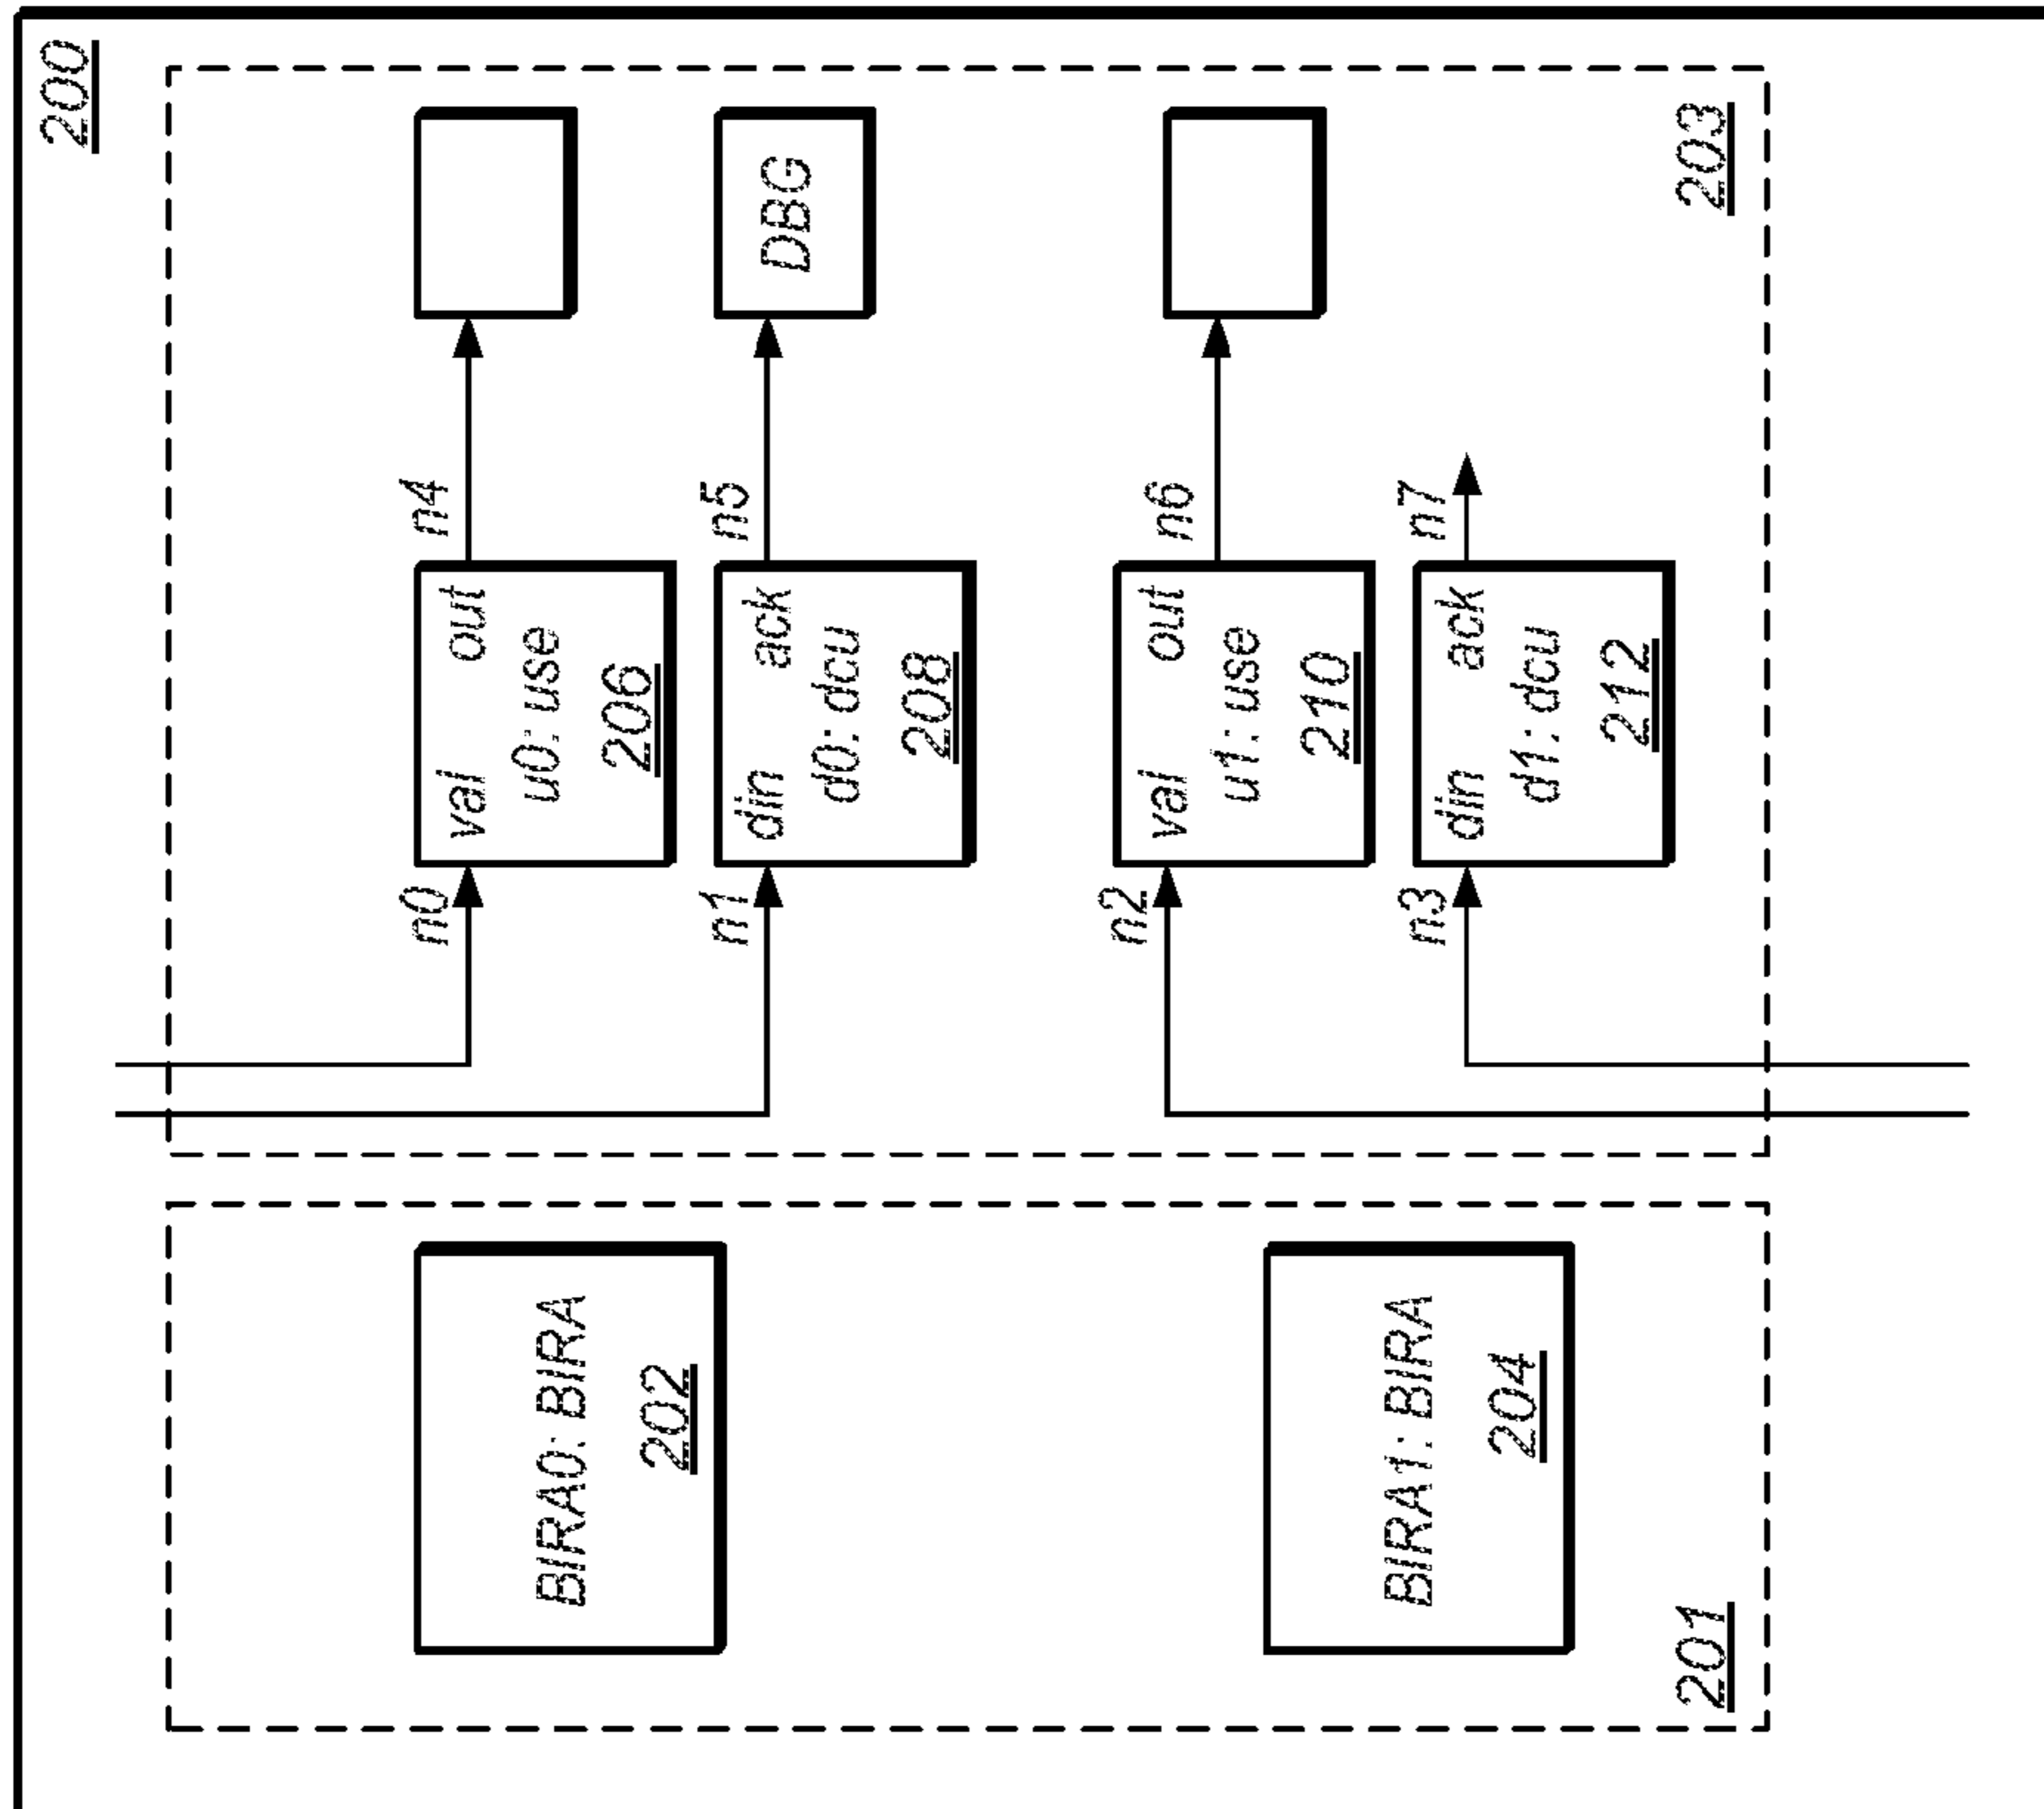 200
BIRA0: BIRA
202
BIRA1: BIRA
204
201
n0
val out
u0: use
206
n4
n1
din ack
d0: dcu
208
n5
DBG
n2
val out
u1: use
210
n6
n3
din ack
d1: dcu
212
n7
203